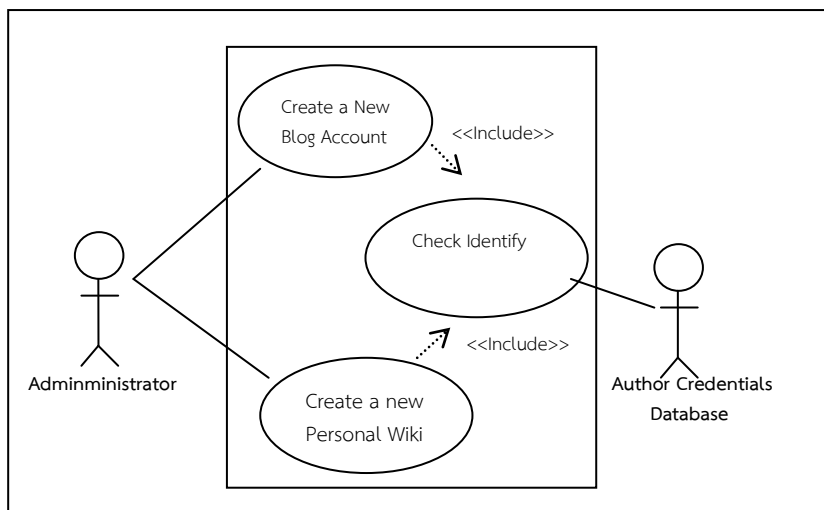 Create a New
Blog Account
<<Include>>
Check Identify
<<Include>>
Adminministrator
Author Credentials
Database
Create a new
Personal Wiki